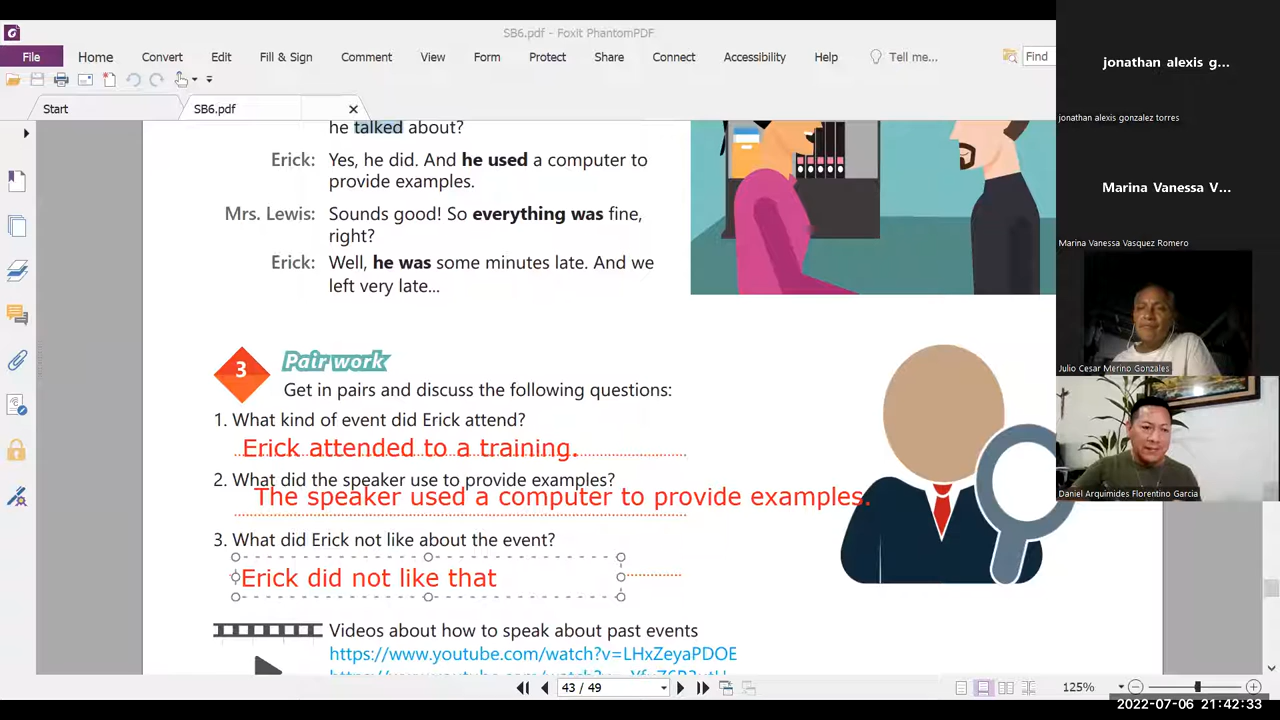 SB6.pdf - Foxit PhantomPDF
File Home Convert Edit Fill & Sign Comment View Form Protect Share Connect Accessibility Help Tell me... Find
Start SB6.pdf
he talked about?
Erick: Yes, he did. And he used a computer to
provide examples.
Mrs. Lewis: Sounds good! So everything was fine,
right?
Erick: Well, he was some minutes late. And we
left very late...
3 Pair work
Get in pairs and discuss the following questions:
1. What kind of event did Erick attend?
Erick attended to a training.
2. What did the speaker use to provide examples?
The speaker used a computer to provide examples.
3. What did Erick not like about the event?
Erick did not like that
Videos about how to speak about past events
https://www.youtube.com/watch?v=LHxZeyaPDOE
43 / 49
125%
jonathan alexis g...
jonathan alexis gonzalez torres
Marina Vanessa V...
Marina Vanessa Vasquez Romero
Julio Cesar Merino Gonzales
Daniel Arquimides Florentino Garcia
2022-07-06 21:42:33